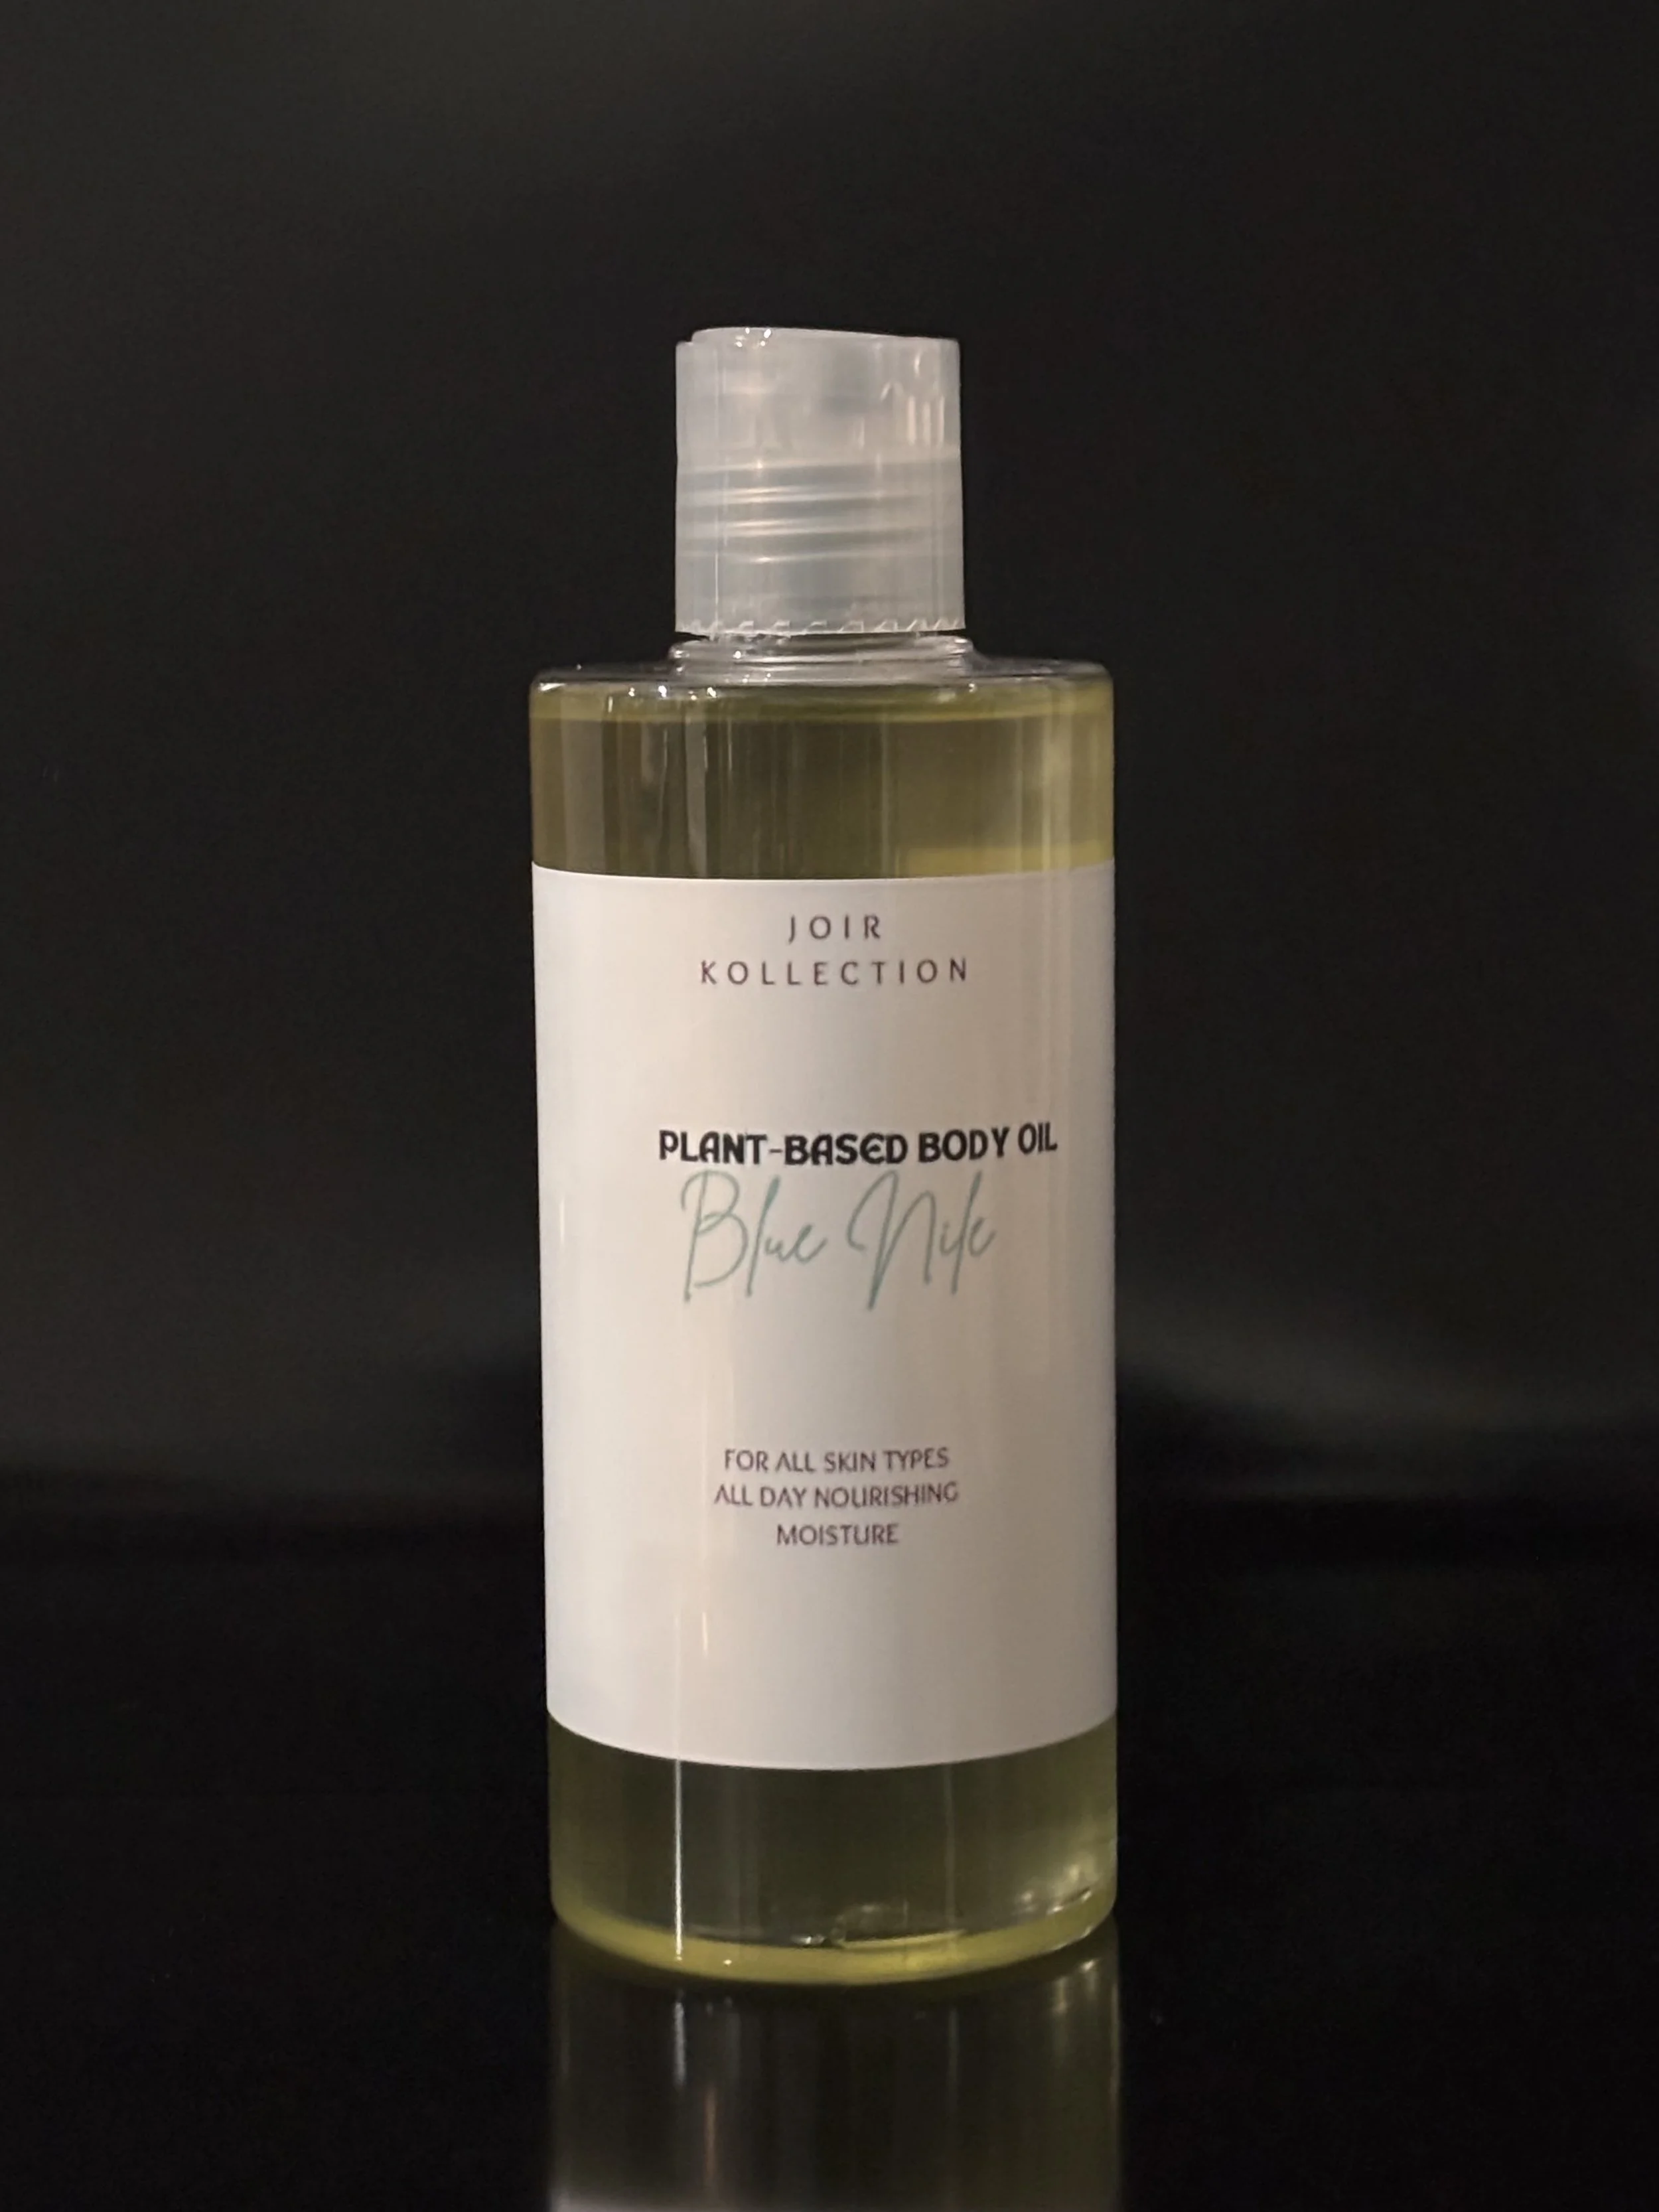 JOIR
KOLLECTION
PLANT-BASED BODY OIL
Blue Nile
FOR ALL SKIN TYPES
ALL DAY NOURISHING
MOISTURE